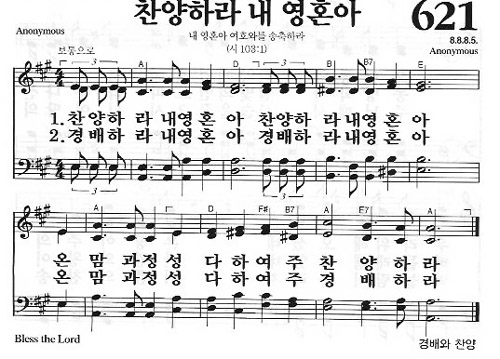 찬양하라 내 영혼아
621
Anonymous
내 영혼아 여호와를 송축하라
(시 103:1)
8.8.8.5.
Anonymous
보통으로
A D B B7 E
3 3
1.찬양하 라내영혼 아 찬양하 라내영혼 아
2.경배하 라내영혼 아 경배하 라내영혼 아
3 3
A D F# B7 A E7 A
온 맘 과정성 다하여주 찬 양하 라
온 맘 과정성 다하여주 경 배하 라
Bless the Lord
경배와 찬양